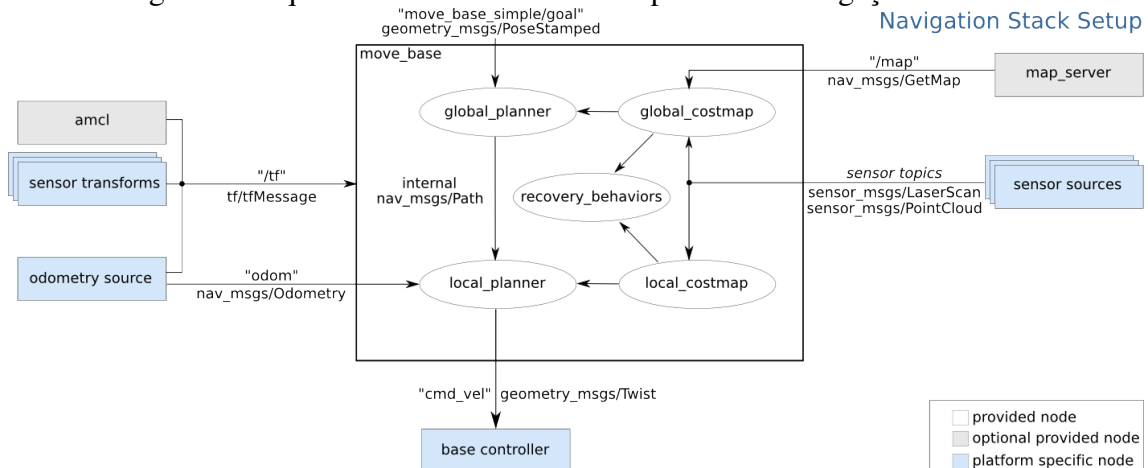 Navigation Stack Setup
"move_base_simple/goal"
geometry_msgs/PoseStamped
move_base
"/map"
nav_msgs/GetMap
map_server
global_planner
global_costmap
amcl
sensor transforms
"/tf"
tf/tfMessage
internal
nav_msgs/Path
recovery_behaviors
sensor topics
sensor_msgs/LaserScan
sensor_msgs/PointCloud
sensor sources
odometry source
"odom"
nav_msgs/Odometry
local_planner
local_costmap
"cmd_vel"
geometry_msgs/Twist
base controller
provided node
optional provided node
platform specific node